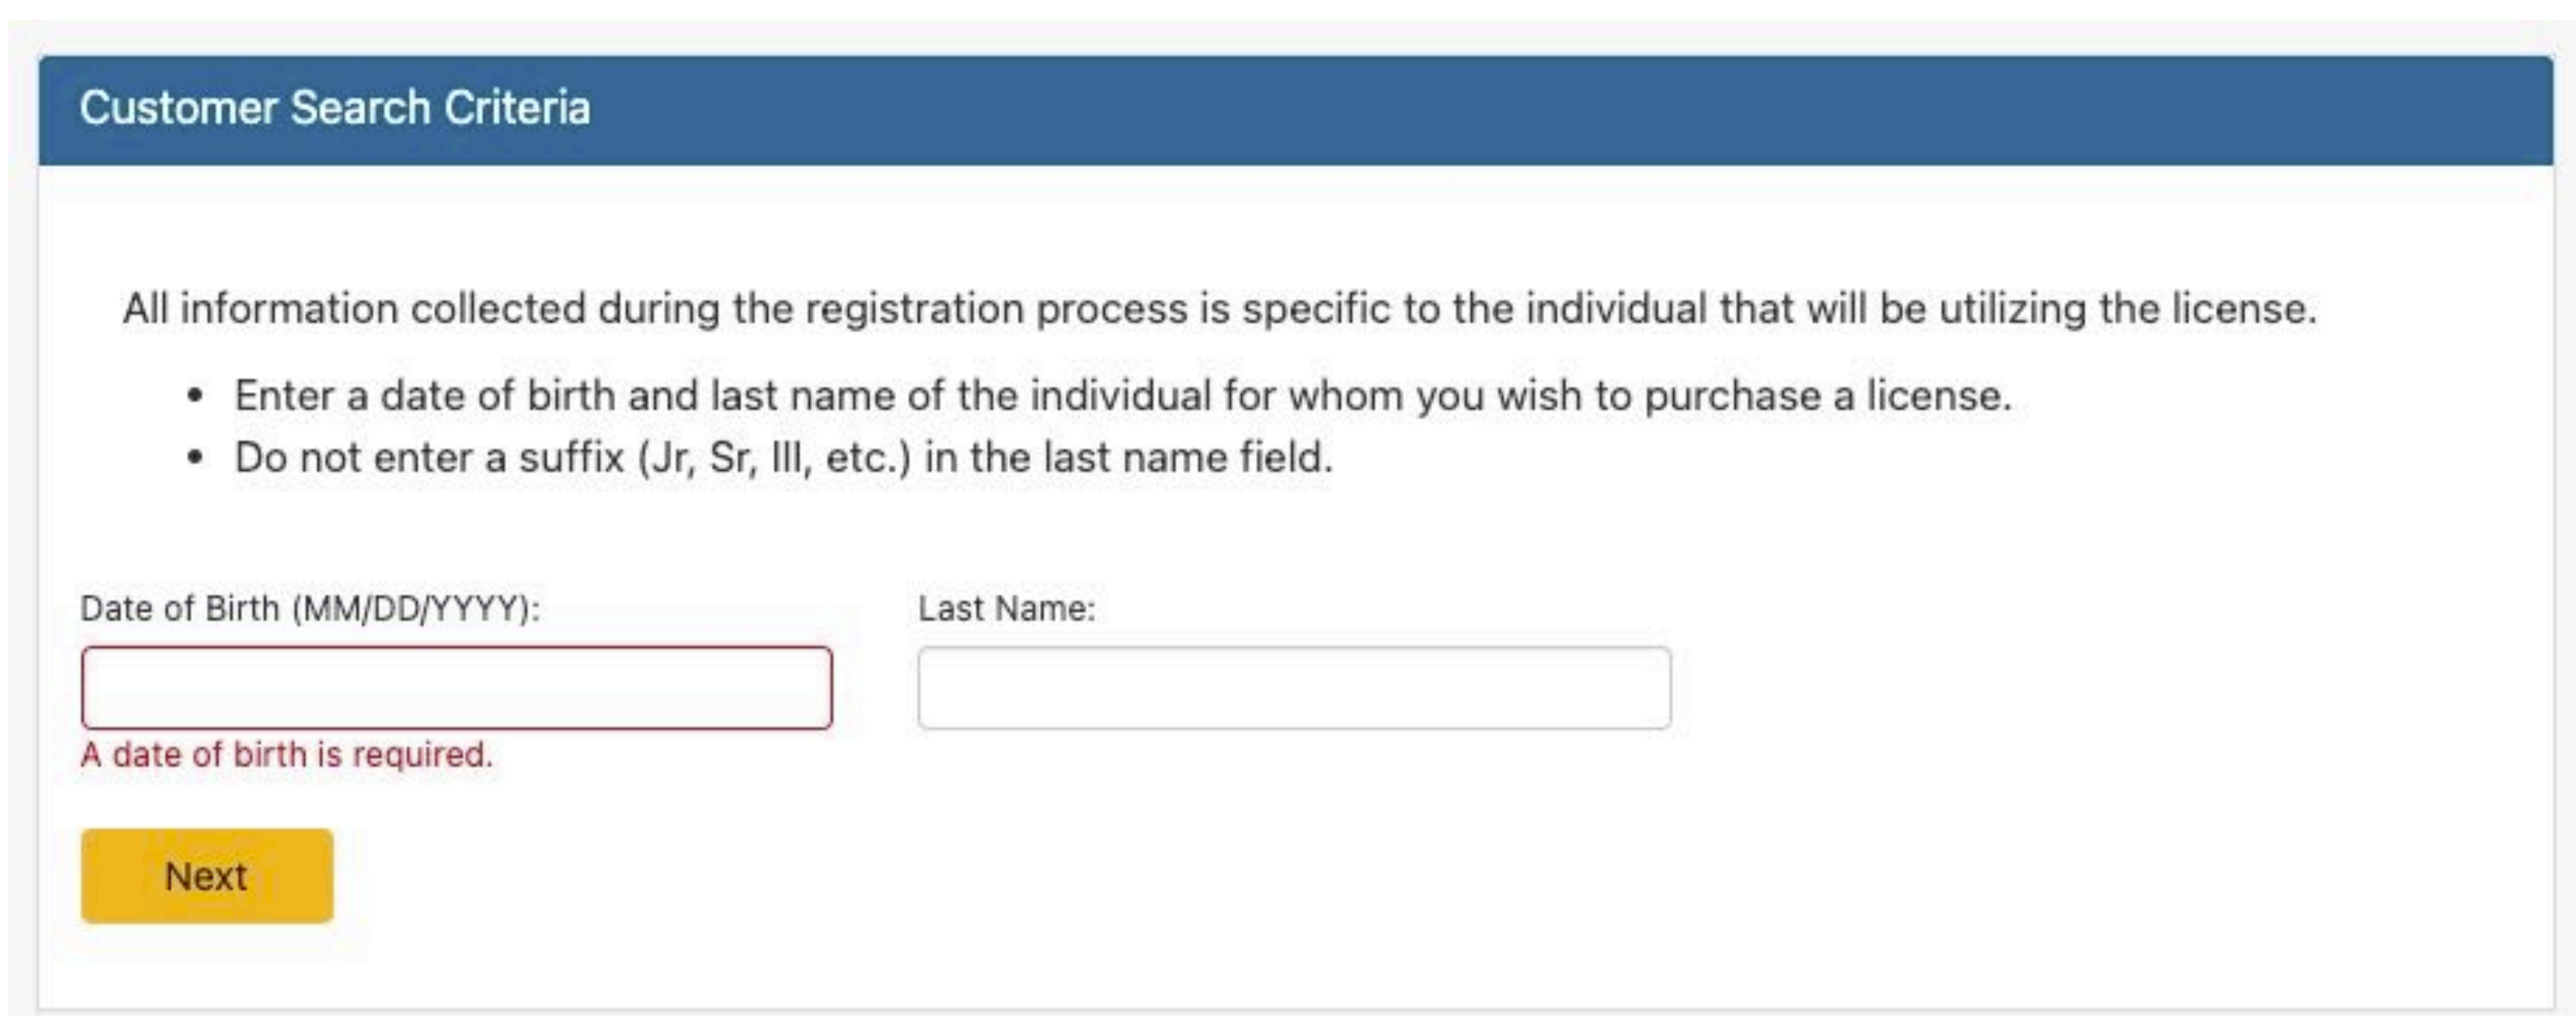 Customer Search Criteria
All information collected during the registration process is specific to the individual that will be utilizing the license.
• Enter a date of birth and last name of the individual for whom you wish to purchase a license.
• Do not enter a suffix (Jr, Sr, III, etc.) in the last name field.
Date of Birth (MM/DD/YYYY):
Last Name:
A date of birth is required.
Next